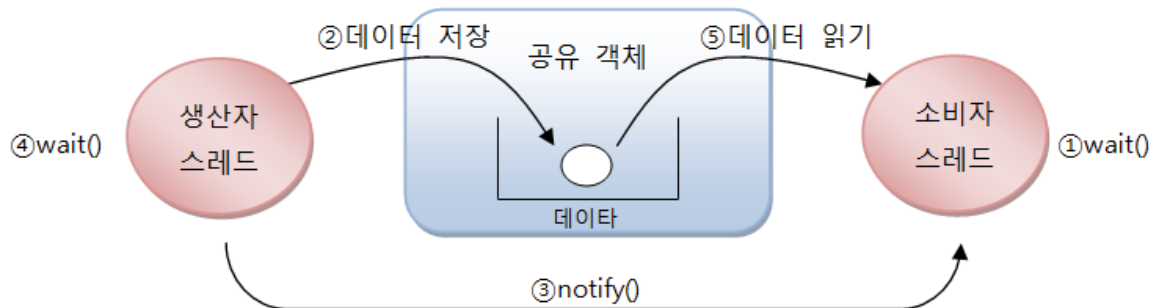 ②데이터 저장
⑤데이터 읽기
공유 객체
생산자
스레드
④wait()
소비자
스레드
①wait()
데이타
③notify()